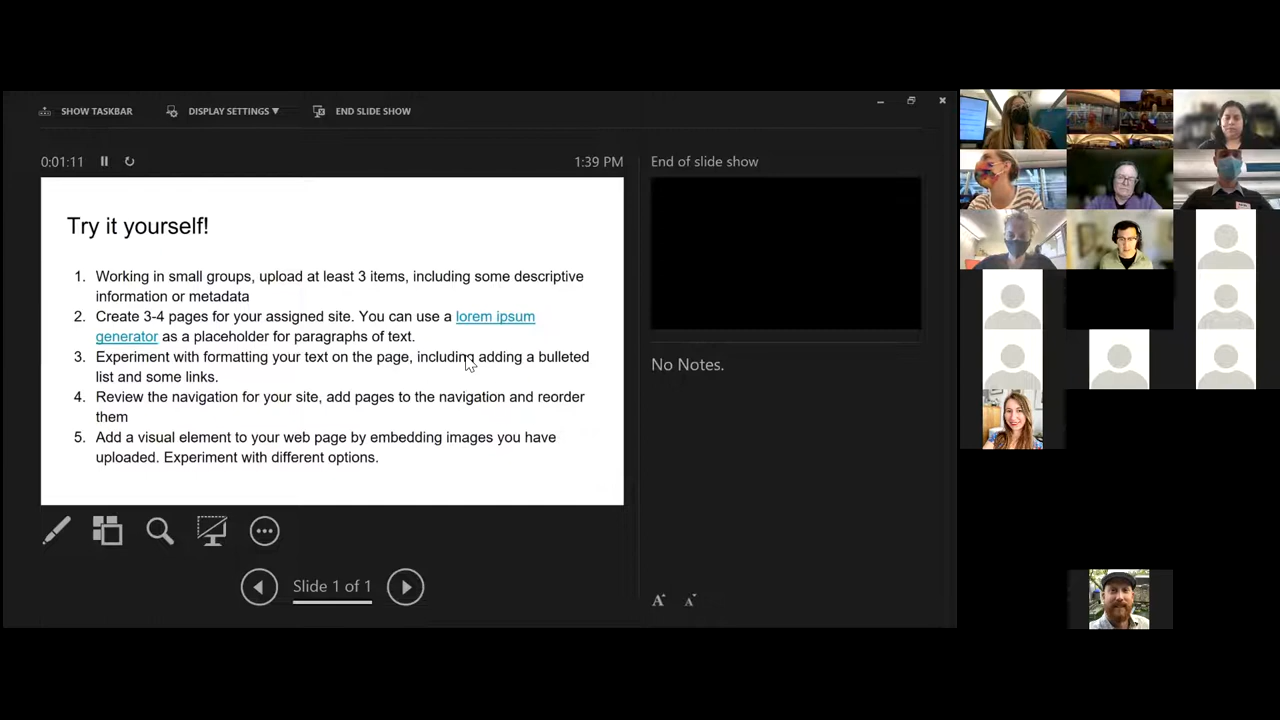 SHOW TASKBAR DISPLAY SETTINGS ▾ END SLIDE SHOW
0:01:11 1:39 PM End of slide show
Try it yourself!
1. Working in small groups, upload at least 3 items, including some descriptive
information or metadata
2. Create 3-4 pages for your assigned site. You can use a lorem ipsum
generator as a placeholder for paragraphs of text.
3. Experiment with formatting your text on the page, including adding a bulleted
list and some links.
4. Review the navigation for your site, add pages to the navigation and reorder
them
5. Add a visual element to your web page by embedding images you have
uploaded. Experiment with different options.
No Notes.
Slide 1 of 1
A A